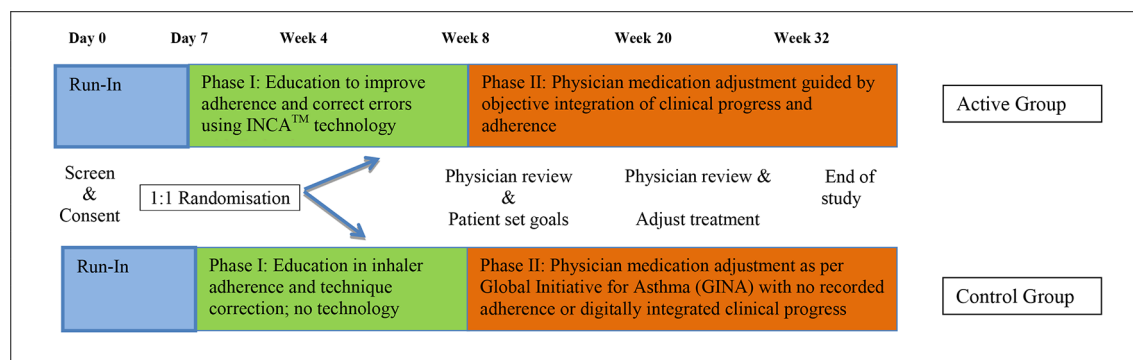 Day 0 Day 7 Week 4 Week 8 Week 20 Week 32
Run-In
Phase I: Education to improve
adherence and correct errors
using INCA™ technology
Phase II: Physician medication adjustment guided by
objective integration of clinical progress and
adherence
Active Group
Screen
&
Consent
1:1 Randomisation
Physician review
&
Patient set goals
Physician review &
Adjust treatment
End of
study
Run-In
Phase I: Education in inhaler
adherence and technique
correction; no technology
Phase II: Physician medication adjustment as per
Global Initiative for Asthma (GINA) with no recorded
adherence or digitally integrated clinical progress
Control Group